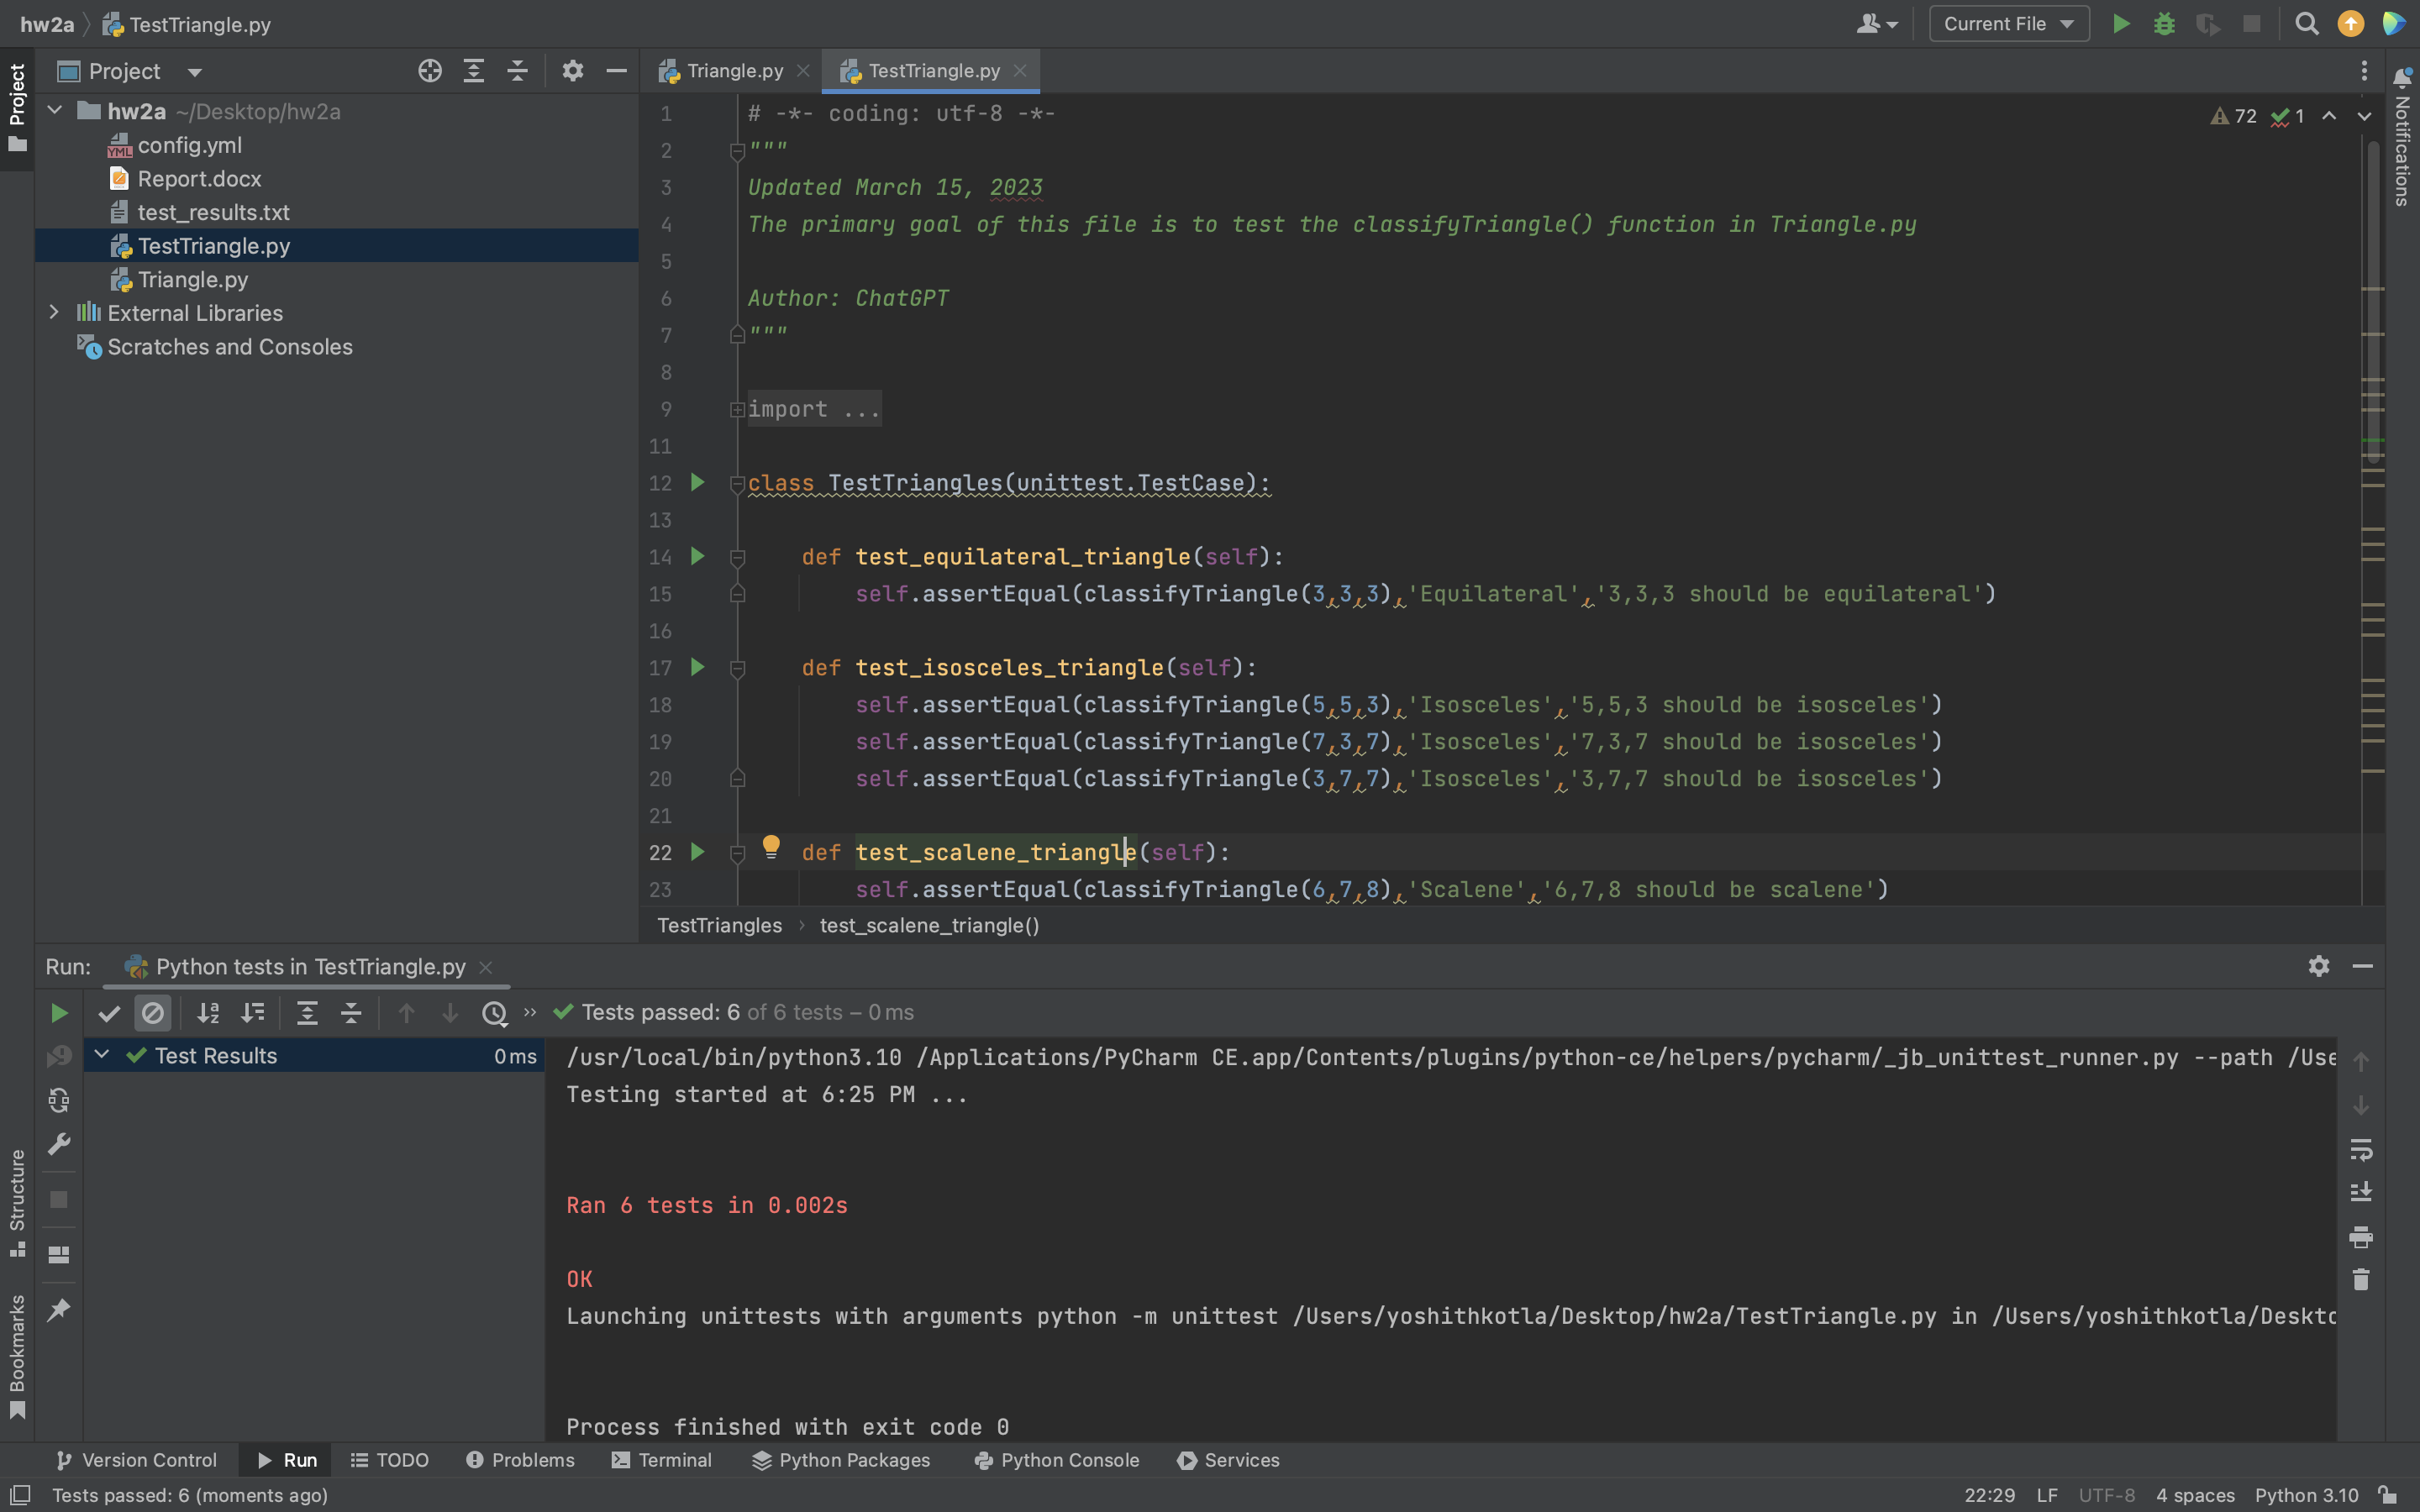 hw2a
TestTriangle.py
Current File
Project
Project
hw2a ~/Desktop/hw2a
config.yml
Report.docx
test_results.txt
TestTriangle.py
Triangle.py
External Libraries
Scratches and Consoles
Triangle.py
TestTriangle.py
72
1
Notifications
1 # -*- coding: utf-8 -*-
2 """
3 Updated March 15, 2023
4 The primary goal of this file is to test the classifyTriangle() function in Triangle.py
5
6 Author: ChatGPT
7 """
8
9 import ...
11
12 class TestTriangles(unittest.TestCase):
13
14 def test_equilateral_triangle(self):
15 self.assertEqual(classifyTriangle(3,3,3),'Equilateral','3,3,3 should be equilateral')
16
17 def test_isosceles_triangle(self):
18 self.assertEqual(classifyTriangle(5,5,3),'Isosceles','5,5,3 should be isosceles')
19 self.assertEqual(classifyTriangle(7,3,7),'Isosceles','7,3,7 should be isosceles')
20 self.assertEqual(classifyTriangle(3,7,7),'Isosceles','3,7,7 should be isosceles')
21
22 def test_scalene_triangle(self):
23 self.assertEqual(classifyTriangle(6,7,8),'Scalene','6,7,8 should be scalene')
TestTriangles › test_scalene_triangle()
Run:
Python tests in TestTriangle.py
Tests passed: 6 of 6 tests – 0 ms
Test Results 0 ms
/usr/local/bin/python3.10 /Applications/PyCharm CE.app/Contents/plugins/python-ce/helpers/pycharm/_jb_unittest_runner.py --path /Use
Testing started at 6:25 PM ...
Ran 6 tests in 0.002s
OK
Launching unittests with arguments python -m unittest /Users/yoshithkotla/Desktop/hw2a/TestTriangle.py in /Users/yoshithkotla/Deskto
Process finished with exit code 0
Structure
Bookmarks
Version Control
Run
TODO
Problems
Terminal
Python Packages
Python Console
Services
Tests passed: 6 (moments ago)
22:29 LF UTF-8 4 spaces Python 3.10